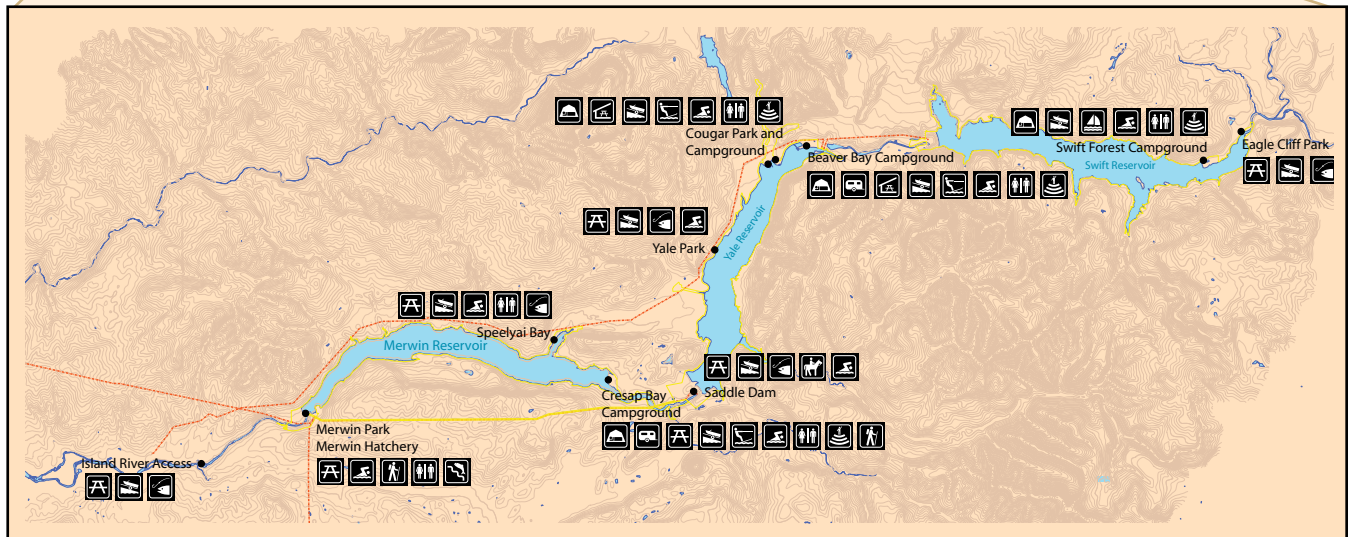 Cougar Park and
Campground
Beaver Bay Campground
Swift Forest Campground
Swift Reservoir
Eagle Cliff Park
Yale Park
Yale Reservoir
Speelyai Bay
Merwin Reservoir
Cresap Bay
Campground
Saddle Dam
Merwin Park
Merwin Hatchery
Island River Access